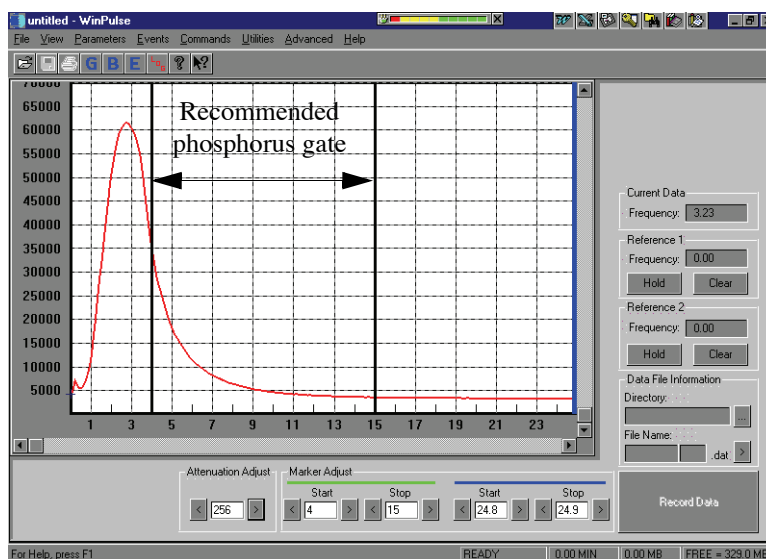 untitled - WinPulse
File View Parameters Events Commands Utilities Advanced Help
G B E
70000
65000
60000
55000
50000
45000
40000
35000
30000
25000
20000
15000
10000
5000
Recommended
phosphorus gate
1 3 5 7 9 11 13 15 17 19 21 23
Current Data
Frequency: 3.23
Reference 1
Frequency: 0.00
Hold Clear
Reference 2
Frequency: 0.00
Hold Clear
Data File Information
Directory:
...
File Name:
.dat >
Attenuation Adjust
< 256 >
Marker Adjust
Start Stop Start Stop
< 4 > < 15 > < 24.8 > < 24.9 >
Record Data
For Help, press F1
READY 0.00 MIN 0.00 MB FREE = 329.0 MB